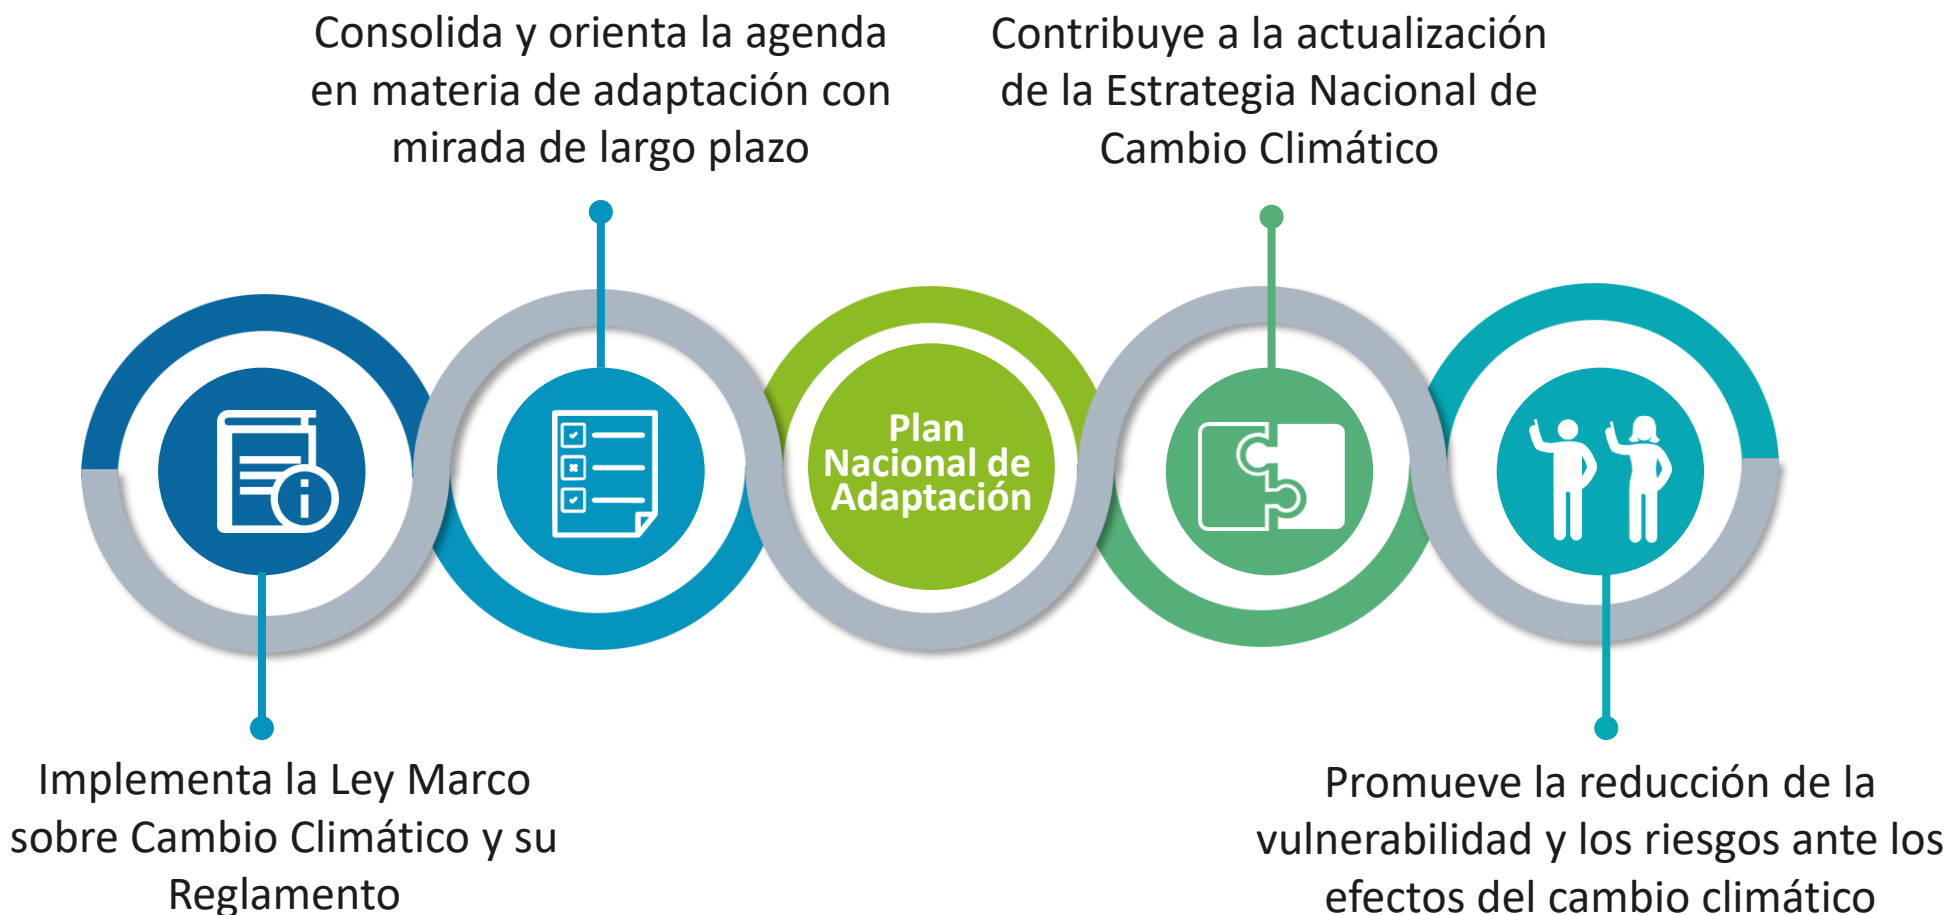 Consolida y orienta la agenda
en materia de adaptación con
mirada de largo plazo
Contribuye a la actualización
de la Estrategia Nacional de
Cambio Climático
Plan
Nacional de
Adaptación
Implementa la Ley Marco
sobre Cambio Climático y su
Reglamento
Promueve la reducción de la
vulnerabilidad y los riesgos ante los
efectos del cambio climático